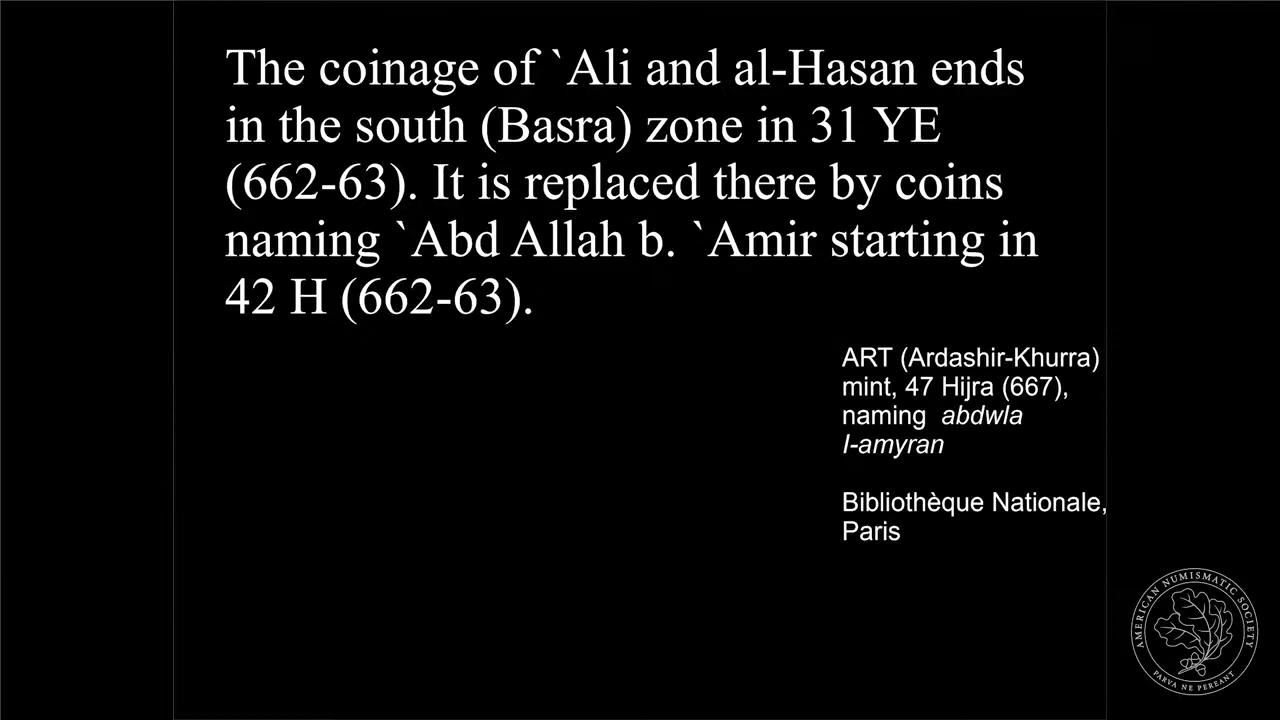 The coinage of `Ali and al-Hasan ends
in the south (Basra) zone in 31 YE
(662-63). It is replaced there by coins
naming `Abd Allah b. `Amir starting in
42 H (662-63).
ART (Ardashir-Khurra)
mint, 47 Hijra (667),
naming abdwla
I-amyran
Bibliothèque Nationale,
Paris
AMERICAN NUMISMATIC SOCIETY
PARVA NE PEREANT